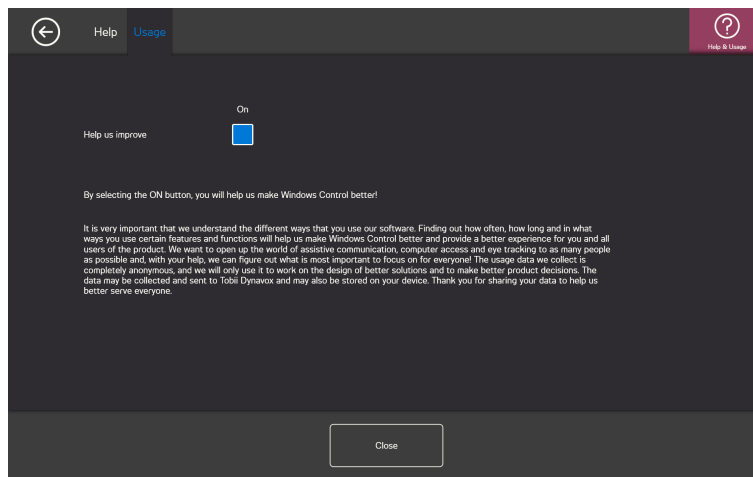 Help Usage
Help & Usage
On
Help us improve
By selecting the ON button, you will help us make Windows Control better!
It is very important that we understand the different ways that you use our software. Finding out how often, how long and in what
ways you use certain features and functions will help us make Windows Control better and provide a better experience for you and all
users of the product. We want to open up the world of assistive communication, computer access and eye tracking to as many people
as possible and, with your help, we can figure out what is most important to focus on for everyone! The usage data we collect is
completely anonymous, and we will only use it to work on the design of better solutions and to make better product decisions. The
data may be collected and sent to Tobii Dynavox and may also be stored on your device. Thank you for sharing your data to help us
better serve everyone.
Close